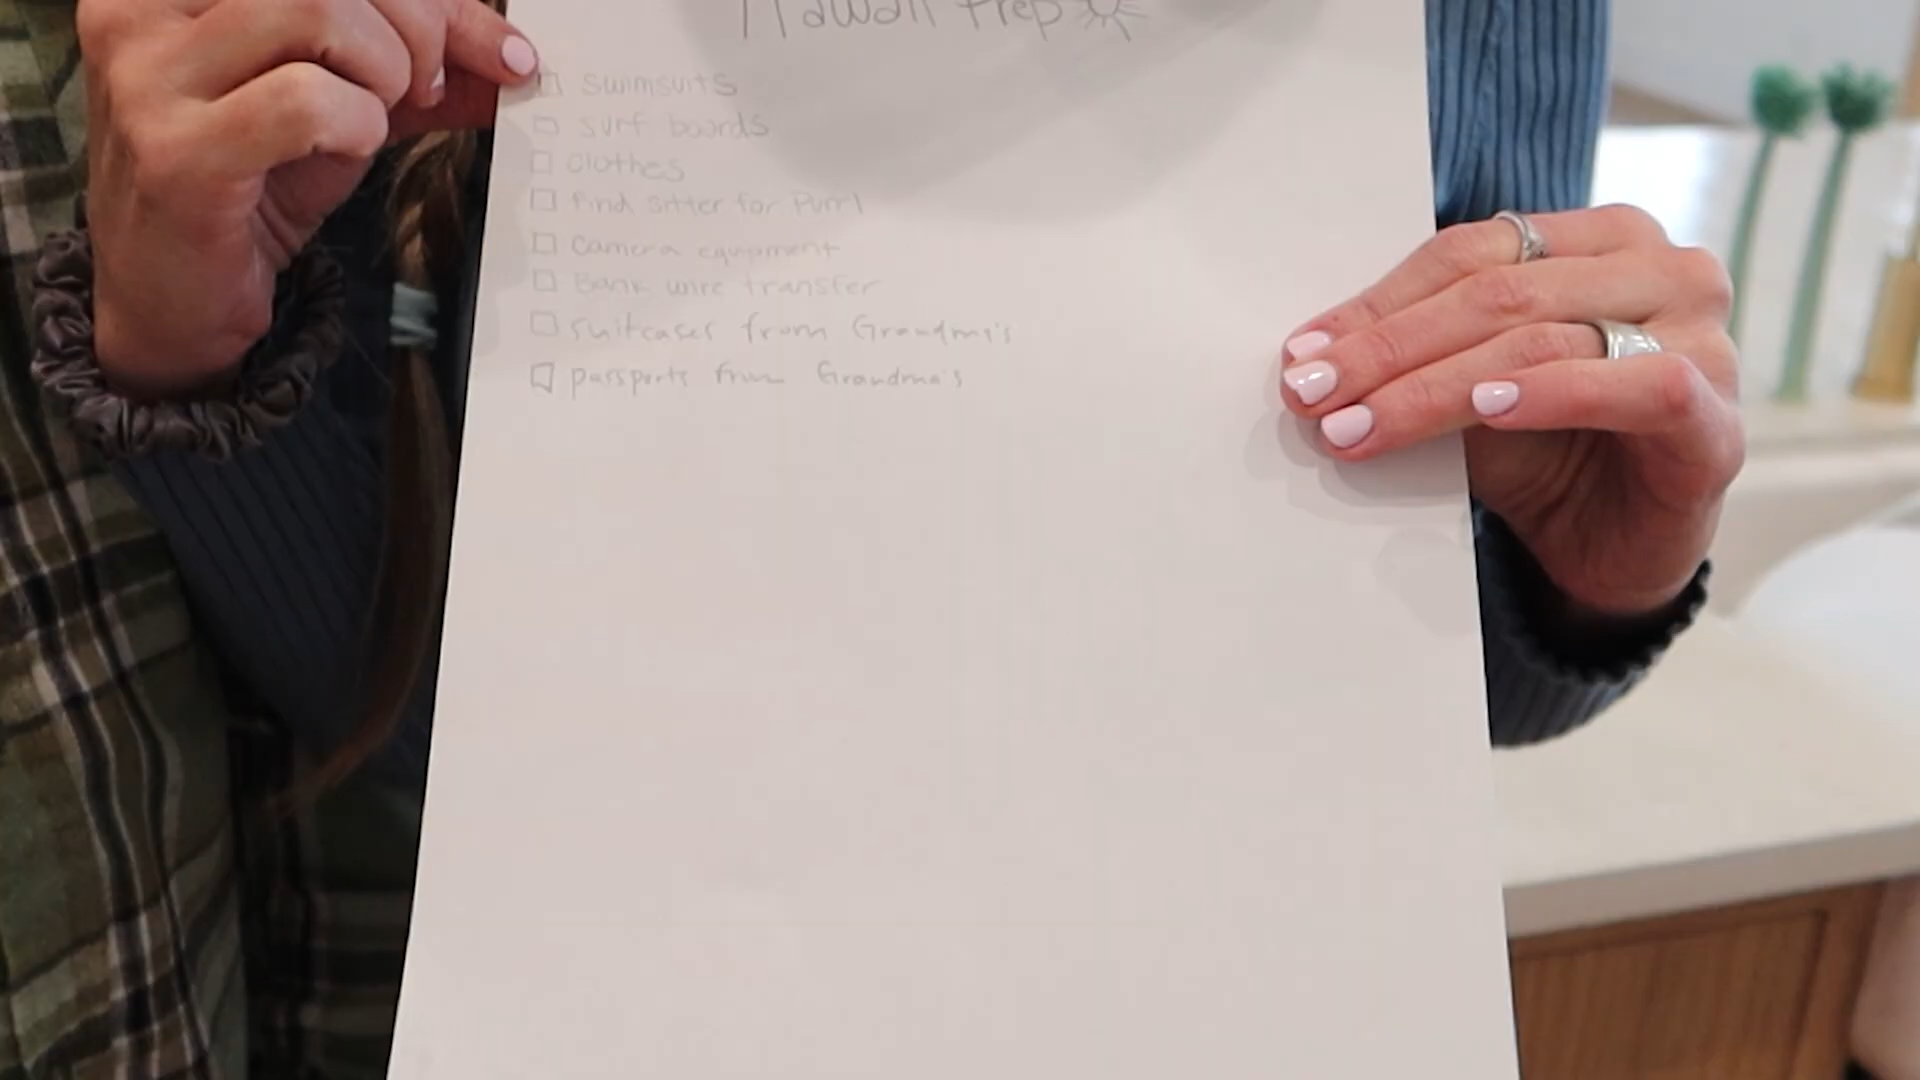 Hawaii Prep
swimsuits
surf boards
clothes
find sitter for Purrl
camera equipment
Bank wire transfer
suitcases from Grandma's
passports from Grandma's